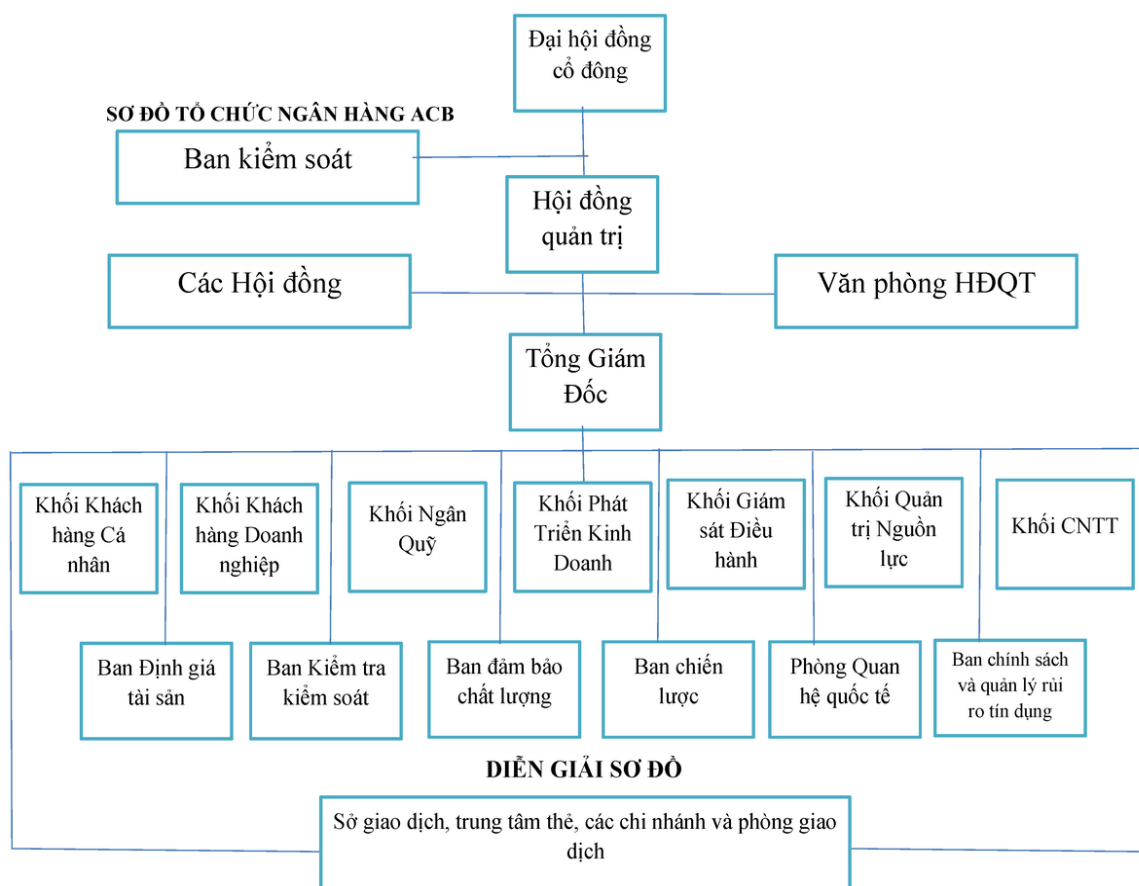 Đại hội đồng
cổ đông
SƠ ĐỒ TỔ CHỨC NGÂN HÀNG ACB
Ban kiểm soát
Hội đồng
quản trị
Các Hội đồng
Văn phòng HĐQT
Tổng Giám
Đốc
Khối Khách
hàng Cá
nhân
Khối Khách
hàng Doanh
nghiệp
Khối Ngân
Quỹ
Khối Phát
Triển Kinh
Doanh
Khối Giám
sát Điều
hành
Khối Quản
trị Nguồn
lực
Khối CNTT
Ban Định giá
tài sản
Ban Kiểm tra
kiểm soát
Ban đảm bảo
chất lượng
Ban chiến
lược
Phòng Quan
hệ quốc tế
Ban chính sách
và quản lý rủi
ro tín dụng
DIỄN GIẢI SƠ ĐỒ
Sở giao dịch, trung tâm thẻ, các chi nhánh và phòng giao
dịch